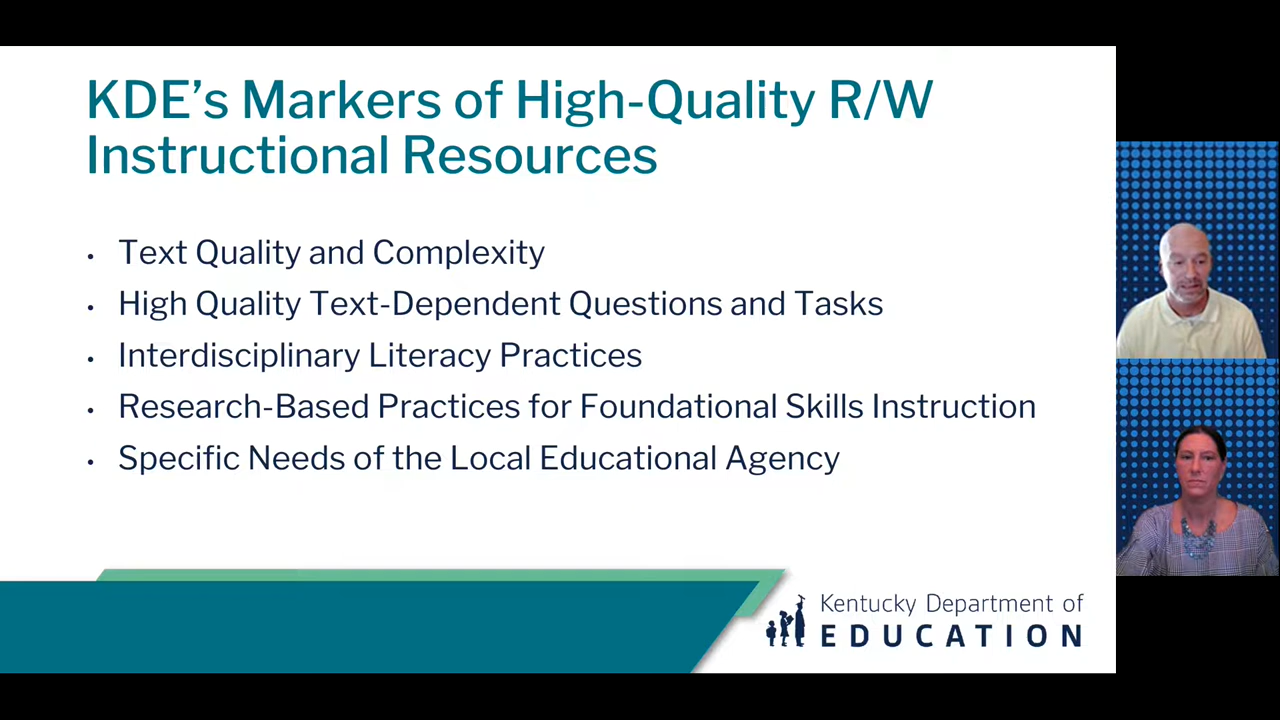 KDE’s Markers of High-Quality R/W
Instructional Resources
• Text Quality and Complexity
• High Quality Text-Dependent Questions and Tasks
• Interdisciplinary Literacy Practices
• Research-Based Practices for Foundational Skills Instruction
• Specific Needs of the Local Educational Agency
Kentucky Department of
EDUCATION